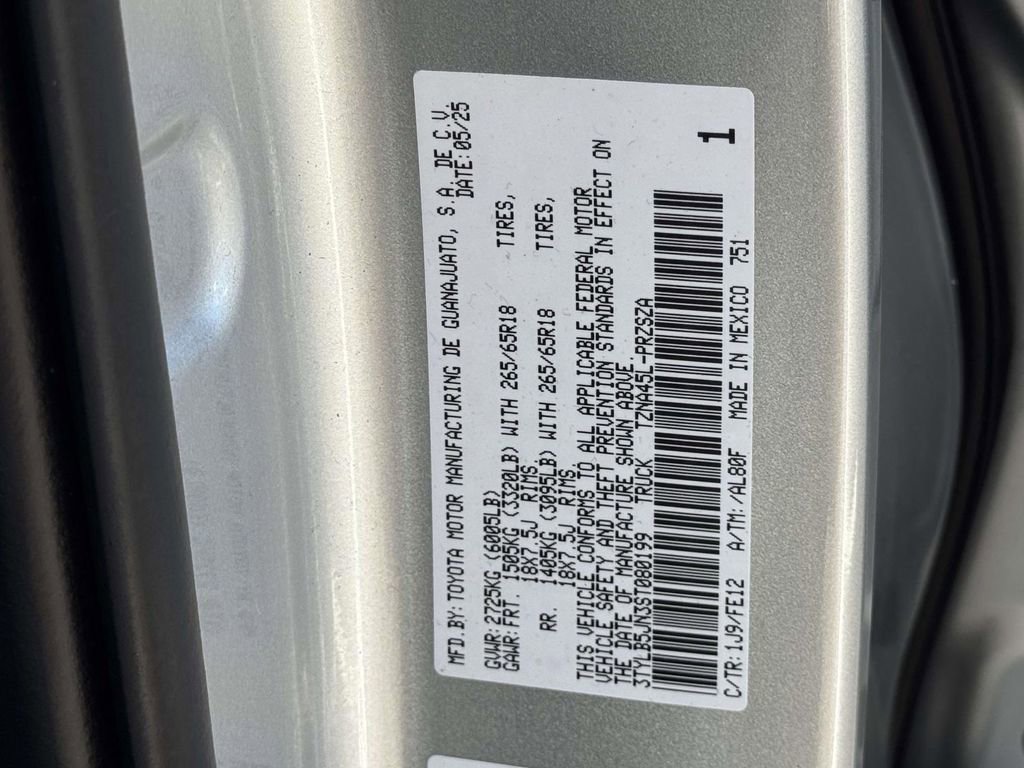 MFD.BY: TOYOTA MOTOR MANUFACTURING DE GUANAJUATO, S.A. DE C.V.
DATE: 05/25
GVWR: 2725KG (6005LB)
GAWR: FRT. 1505KG (3320LB) WITH 265/65R18 TIRES,
18X7.5J RIMS.
RR. 1405KG (3095LB) WITH 265/65R18 TIRES,
18X7.5J RIMS.
THIS VEHICLE CONFORMS TO ALL APPLICABLE FEDERAL MOTOR
VEHICLE SAFETY AND THEFT PREVENTION STANDARDS IN EFFECT ON
THE DATE OF MANUFACTURE SHOWN ABOVE.
3TYLB5JN3ST080199 TRUCK TZNA45L-PRZSZA
1
C/TR: 1J9/FE12 A/TM: /AL80F MADE IN MEXICO 751